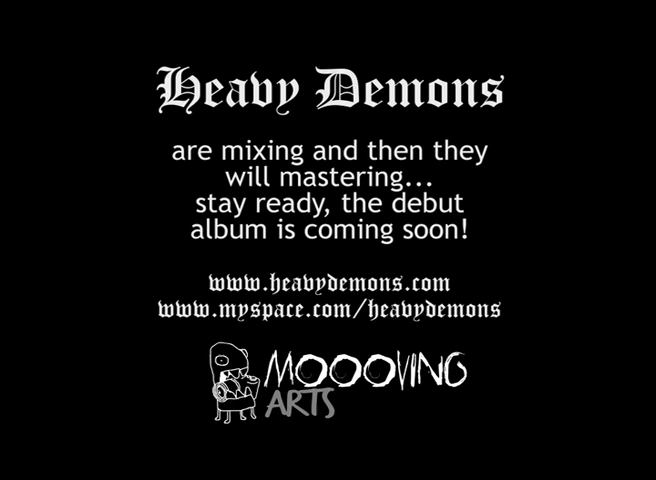 Heavy Demons
are mixing and then they
will mastering...
stay ready, the debut
album is coming soon!
www.heavydemons.com
www.myspace.com/heavydemons
MOOOVING
ARTS